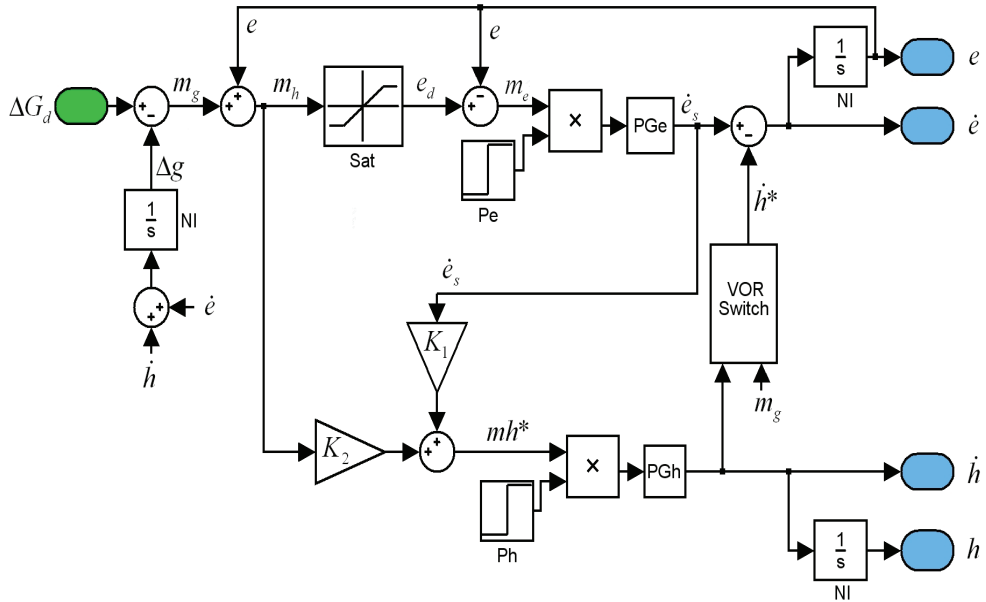 e
e
1/s
NI
e
ΔG_d
+
-
m_g
+
+
m_h
Sat
e_d
+
-
m_e
×
PGe
ė_s
+
-
ė
Δg
1/s
NI
Pe
ḣ*
VOR
Switch
+
+
ė
ḣ
ė_s
K_1
m_g
K_2
+
+
mh*
×
PGh
ḣ
Ph
1/s
NI
h